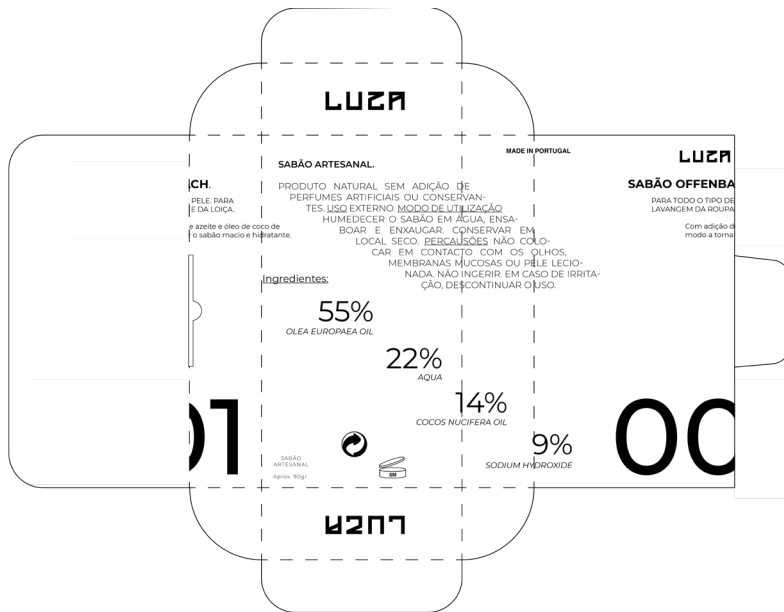 LUZA
MADE IN PORTUGAL
SABÃO ARTESANAL.
PRODUTO NATURAL SEM ADIÇÃO DE
PERFUMES ARTIFICIAIS OU CONSERVAN-
TES. USO EXTERNO. MODO DE UTILIZAÇÃO
HUMEDECER O SABÃO EM ÁGUA, ENSA-
BOAR E ENXAUGAR. CONSERVAR EM
LOCAL SECO. PERCAUSÕES NÃO COLO-
CAR EM CONTACTO COM OS OLHOS,
MEMBRANAS MUCOSAS OU PELE LECIO-
NADA. NÃO INGERIR. EM CASO DE IRRITA-
ÇÃO, DESCONTINUAR O USO.
Ingredientes:
55%
OLEA EUROPAEA OIL
22%
AQUA
14%
COCOS NUCIFERA OIL
9%
SODIUM HYDROXIDE
SABÃO
ARTESANAL
Aprox. 90gr
6M
CH.
PELE. PARA
E DA LOIÇA.
e azeite e óleo de coco de
r o sabão macio e hidratante.
01
LUZA
SABÃO OFFENBA
PARA TODO O TIPO DE
LAVAGEM DA ROUPA
Com adição d
modo a torna
00
LUZA